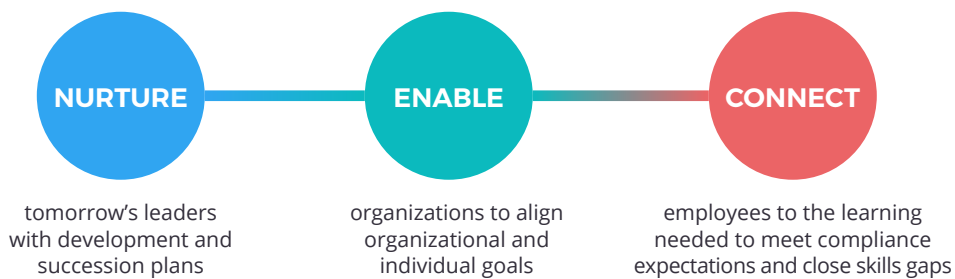 NURTURE
tomorrow’s leaders
with development and
succession plans
ENABLE
organizations to align
organizational and
individual goals
CONNECT
employees to the learning
needed to meet compliance
expectations and close skills gaps